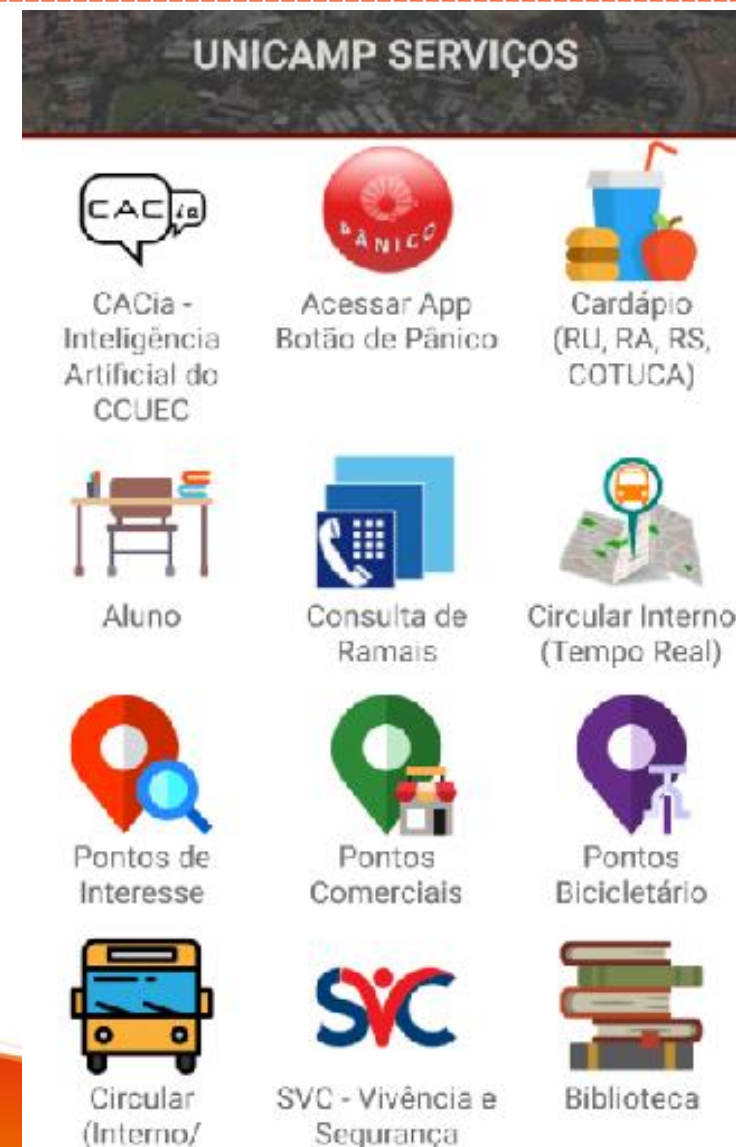 UNICAMP SERVIÇOS
CAC ia
PÂNICO
CACia -
Inteligência
Artificial do
CCUEC
Acessar App
Botão de Pânico
Cardápio
(RU, RA, RS,
COTUCA)
Aluno
Consulta de
Ramais
Circular Interno
(Tempo Real)
Pontos de
Interesse
Pontos
Comerciais
Pontos
Bicicletário
SVC
Circular
(Interno/
SVC - Vivência e
Segurança
Biblioteca